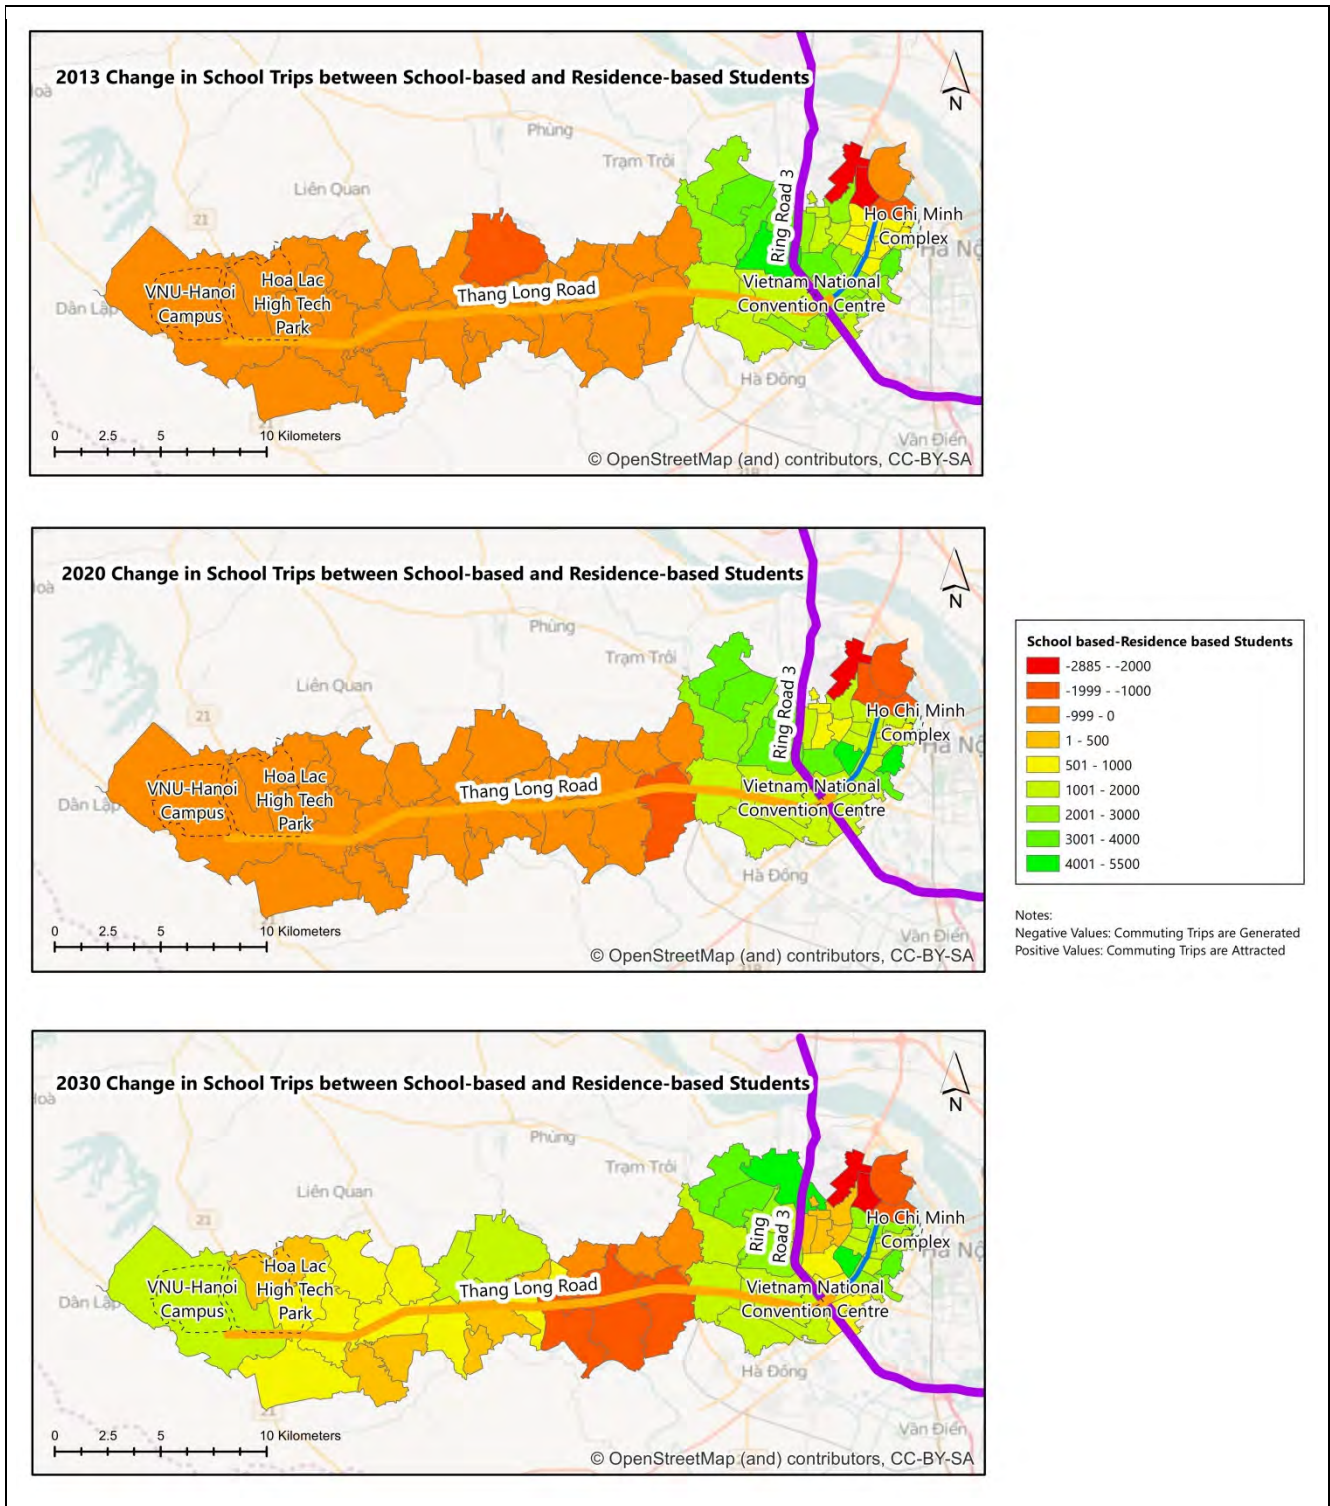 2013 Change in School Trips between School-based and Residence-based Students
N
Phùng
Trạm Trôi
Liên Quan
21
Ring Road 3
Ho Chi Minh
Complex
Hà Nộ
VNU-Hanoi
Campus
Hoa Lac
High Tech
Park
Thang Long Road
Vietnam National
Convention Centre
Dân Lập
Hà Đông
Văn Điển
0 2.5 5 10 Kilometers
© OpenStreetMap (and) contributors, CC-BY-SA
2020 Change in School Trips between School-based and Residence-based Students
N
Phùng
Trạm Trôi
Liên Quan
21
Ring Road 3
Ho Chi Minh
Complex
Hà Nộ
VNU-Hanoi
Campus
Hoa Lac
High Tech
Park
Thang Long Road
Vietnam National
Convention Centre
Dân Lập
Hà Đông
Văn Điển
0 2.5 5 10 Kilometers
© OpenStreetMap (and) contributors, CC-BY-SA
School based-Residence based Students
-2885 - -2000
-1999 - -1000
-999 - 0
1 - 500
501 - 1000
1001 - 2000
2001 - 3000
3001 - 4000
4001 - 5500
Notes:
Negative Values: Commuting Trips are Generated
Positive Values: Commuting Trips are Attracted
2030 Change in School Trips between School-based and Residence-based Students
N
Phùng
Trạm Trôi
Liên Quan
21
Ring
Road 3
Ho Chi Minh
Complex
Hà Nộ
VNU-Hanoi
Campus
Hoa Lac
High Tech
Park
Thang Long Road
Vietnam National
Convention Centre
Dân Lập
Hà Đông
21
Văn Điển
0 2.5 5 10 Kilometers
© OpenStreetMap (and) contributors, CC-BY-SA